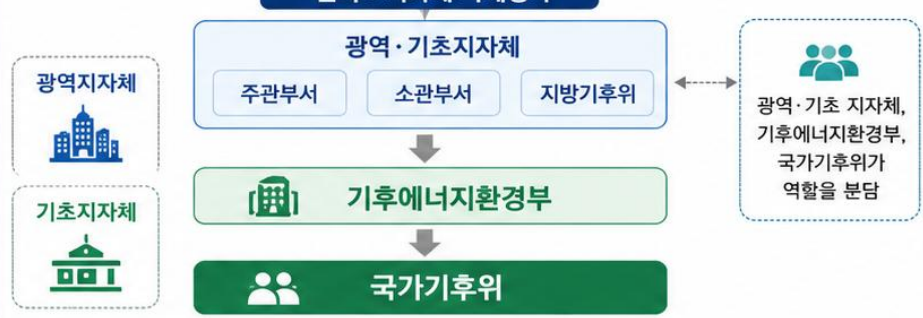 광역·기초지자체
주관부서
소관부서
지방기후위
광역지자체
기초지자체
기후에너지환경부
국가기후위
광역·기초 지자체,
기후에너지환경부,
국가기후위가
역할을 분담